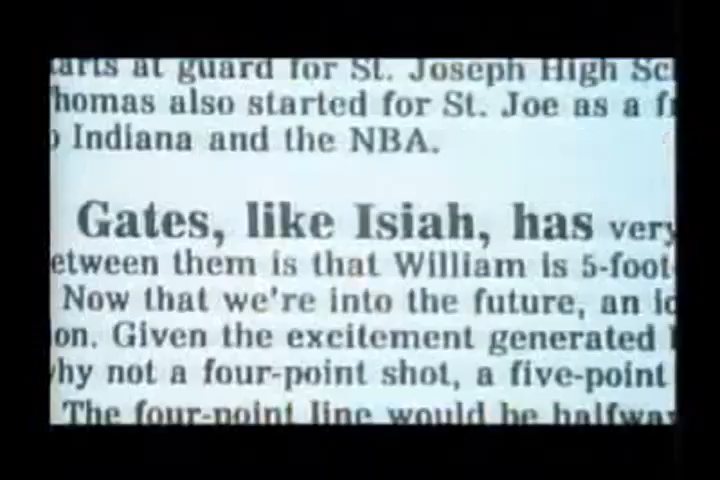 arts at guard for St. Joseph High Sc
homas also started for St. Joe as a f
Indiana and the NBA.
Gates, like Isiah, has very
etween them is that William is 5-foot
Now that we're into the future, an
on. Given the excitement generated
hy not a four-point shot, a five-point
The four-point line would be halfwa